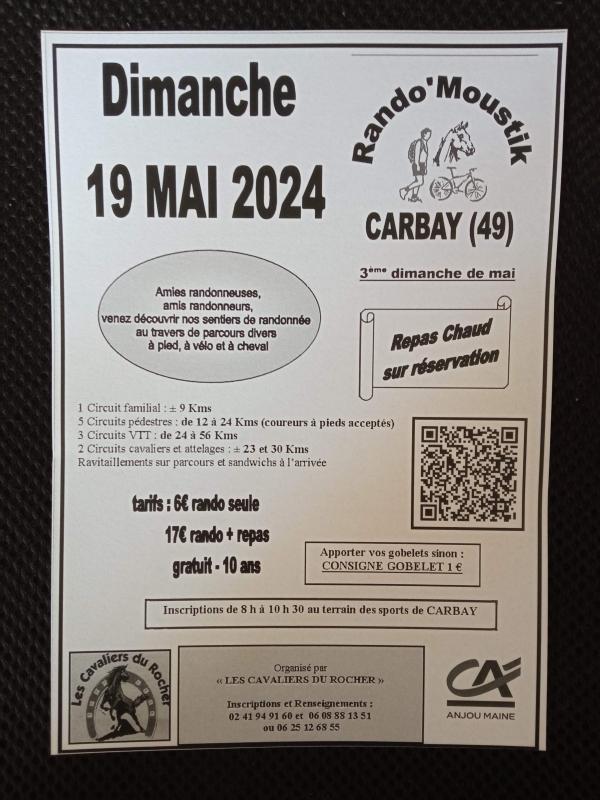 Dimanche
19 MAI 2024
Rando'Moustik
CARBAY (49)
3ème dimanche de mai
Amies randonneuses,
amis randonneurs,
venez découvrir nos sentiers de randonnée
au travers de parcours divers
à pied, à vélo et à cheval
Repas Chaud
sur réservation
1 Circuit familial : ± 9 Kms
5 Circuits pédestres : de 12 à 24 Kms (coureurs à pieds acceptés)
3 Circuits VTT : de 24 à 56 Kms
2 Circuits cavaliers et attelages : ± 23 et 30 Kms
Ravitaillements sur parcours et sandwichs à l'arrivée
tarifs : 6€ rando seule
17€ rando + repas
gratuit - 10 ans
Apporter vos gobelets sinon :
CONSIGNE GOBELET 1 €
Inscriptions de 8 h à 10 h 30 au terrain des sports de CARBAY
Les Cavaliers du Rocher
Organisé par
« LES CAVALIERS DU ROCHER »
Inscriptions et Renseignements :
02 41 94 91 60 et 06 08 88 13 51
ou 06 25 12 68 55
CA
ANJOU MAINE